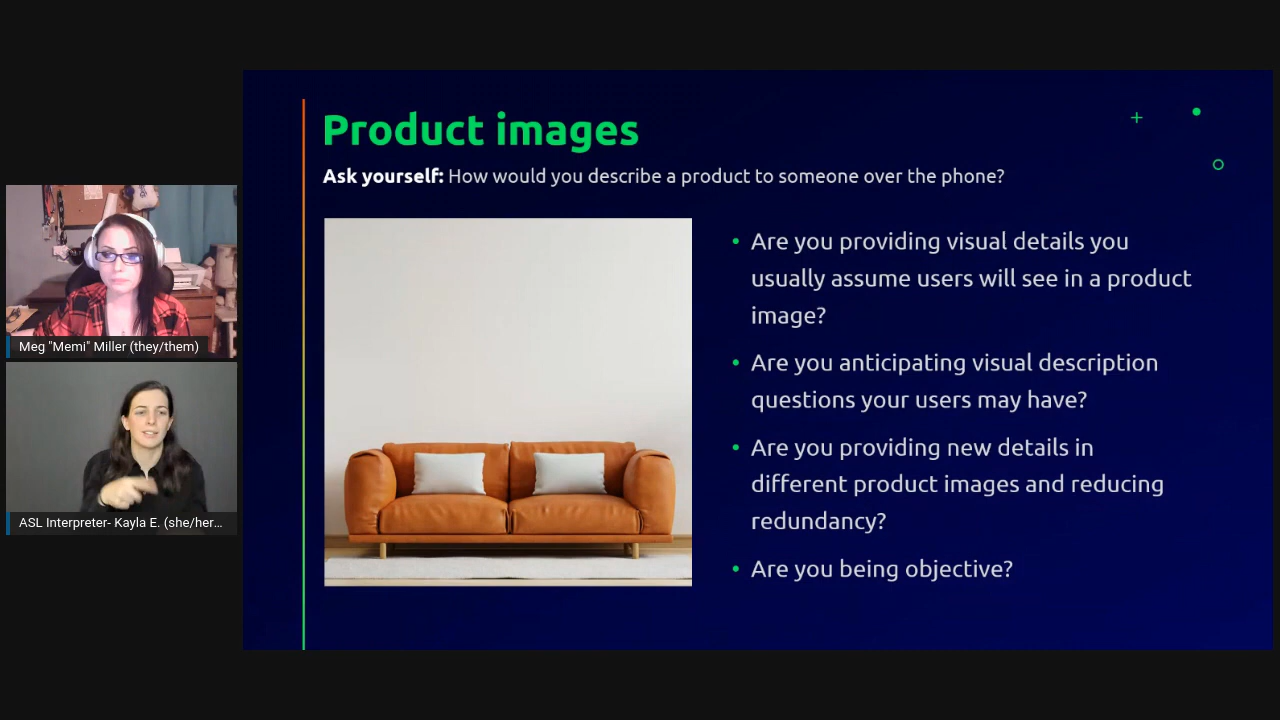 Product images
Ask yourself: How would you describe a product to someone over the phone?
• Are you providing visual details you
usually assume users will see in a product
image?
• Are you anticipating visual description
questions your users may have?
• Are you providing new details in
different product images and reducing
redundancy?
• Are you being objective?
Meg "Memi" Miller (they/them)
ASL Interpreter- Kayla E. (she/her...